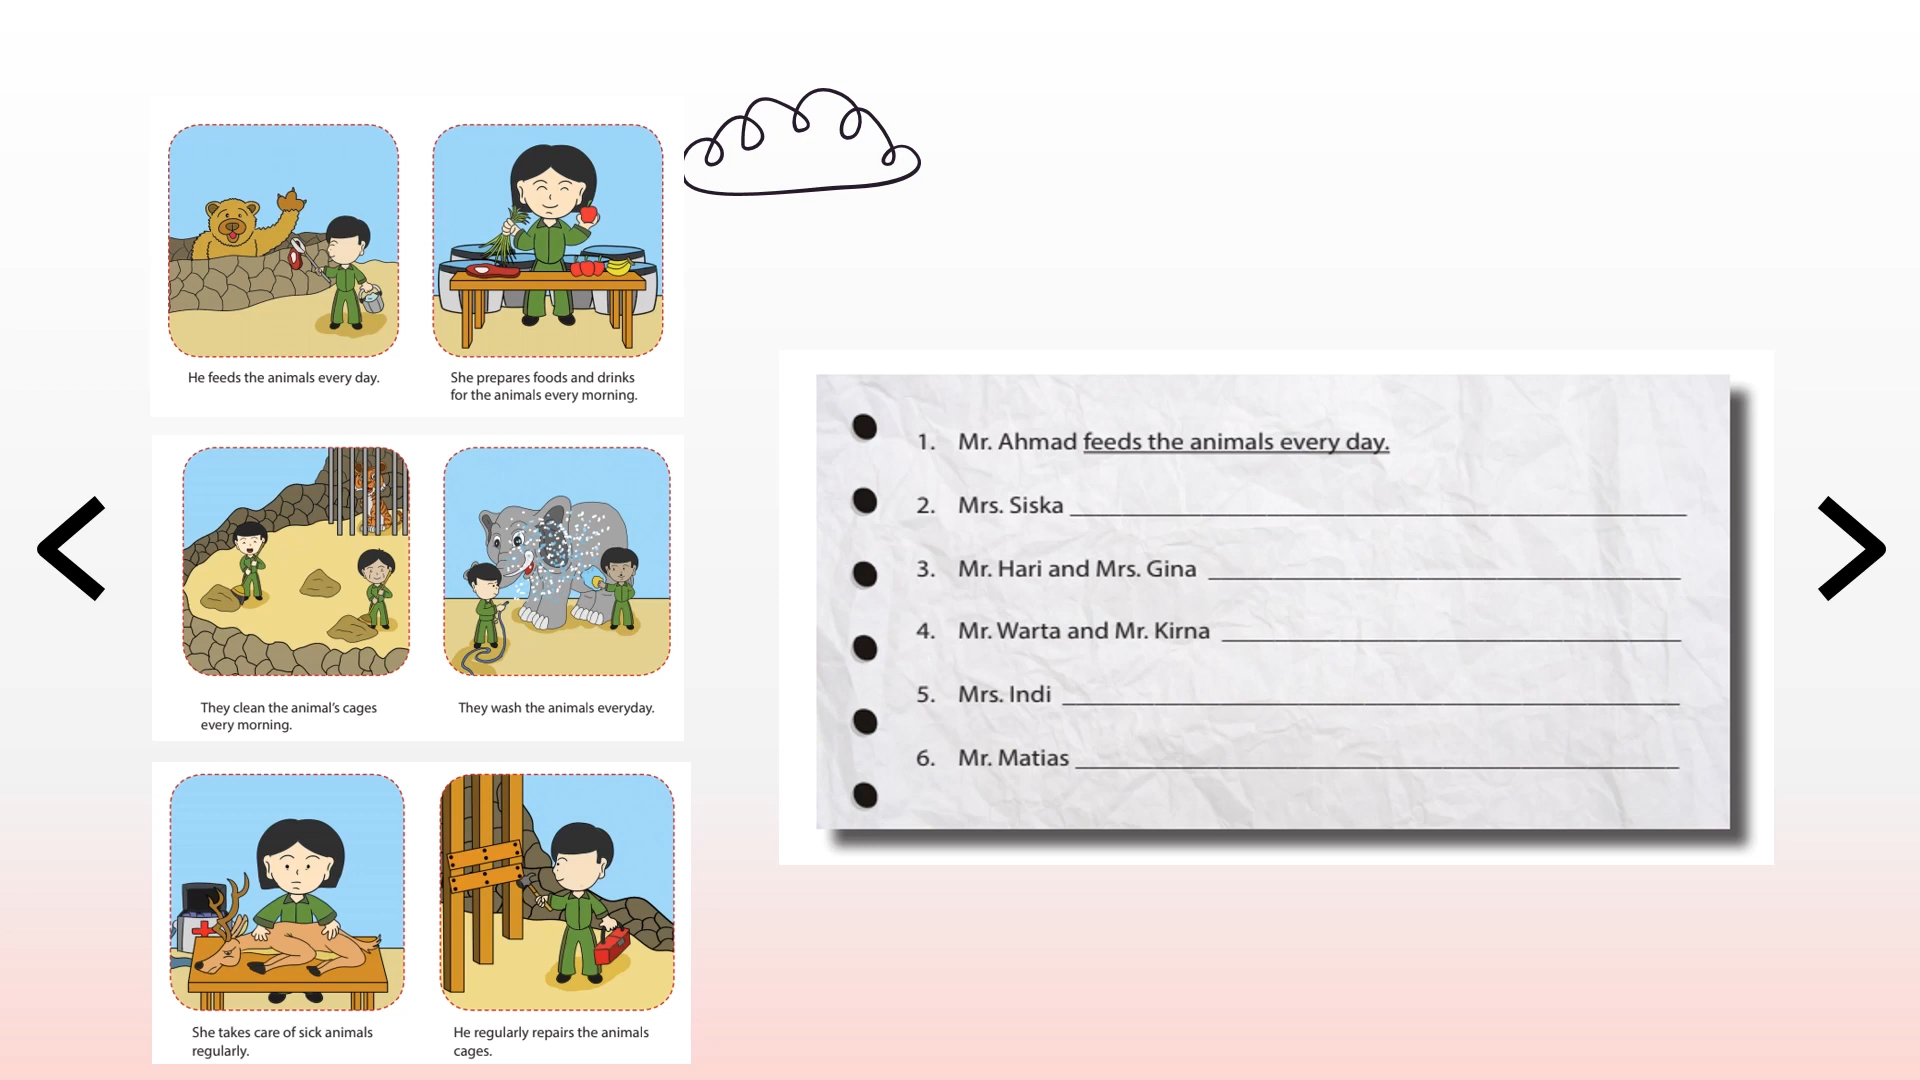 He feeds the animals every day.
She prepares foods and drinks
for the animals every morning.
They clean the animal's cages
every morning.
They wash the animals everyday.
She takes care of sick animals
regularly.
He regularly repairs the animals
cages.
1. Mr. Ahmad feeds the animals every day.
2. Mrs. Siska
3. Mr. Hari and Mrs. Gina
4. Mr. Warta and Mr. Kirna
5. Mrs. Indi
6. Mr. Matias